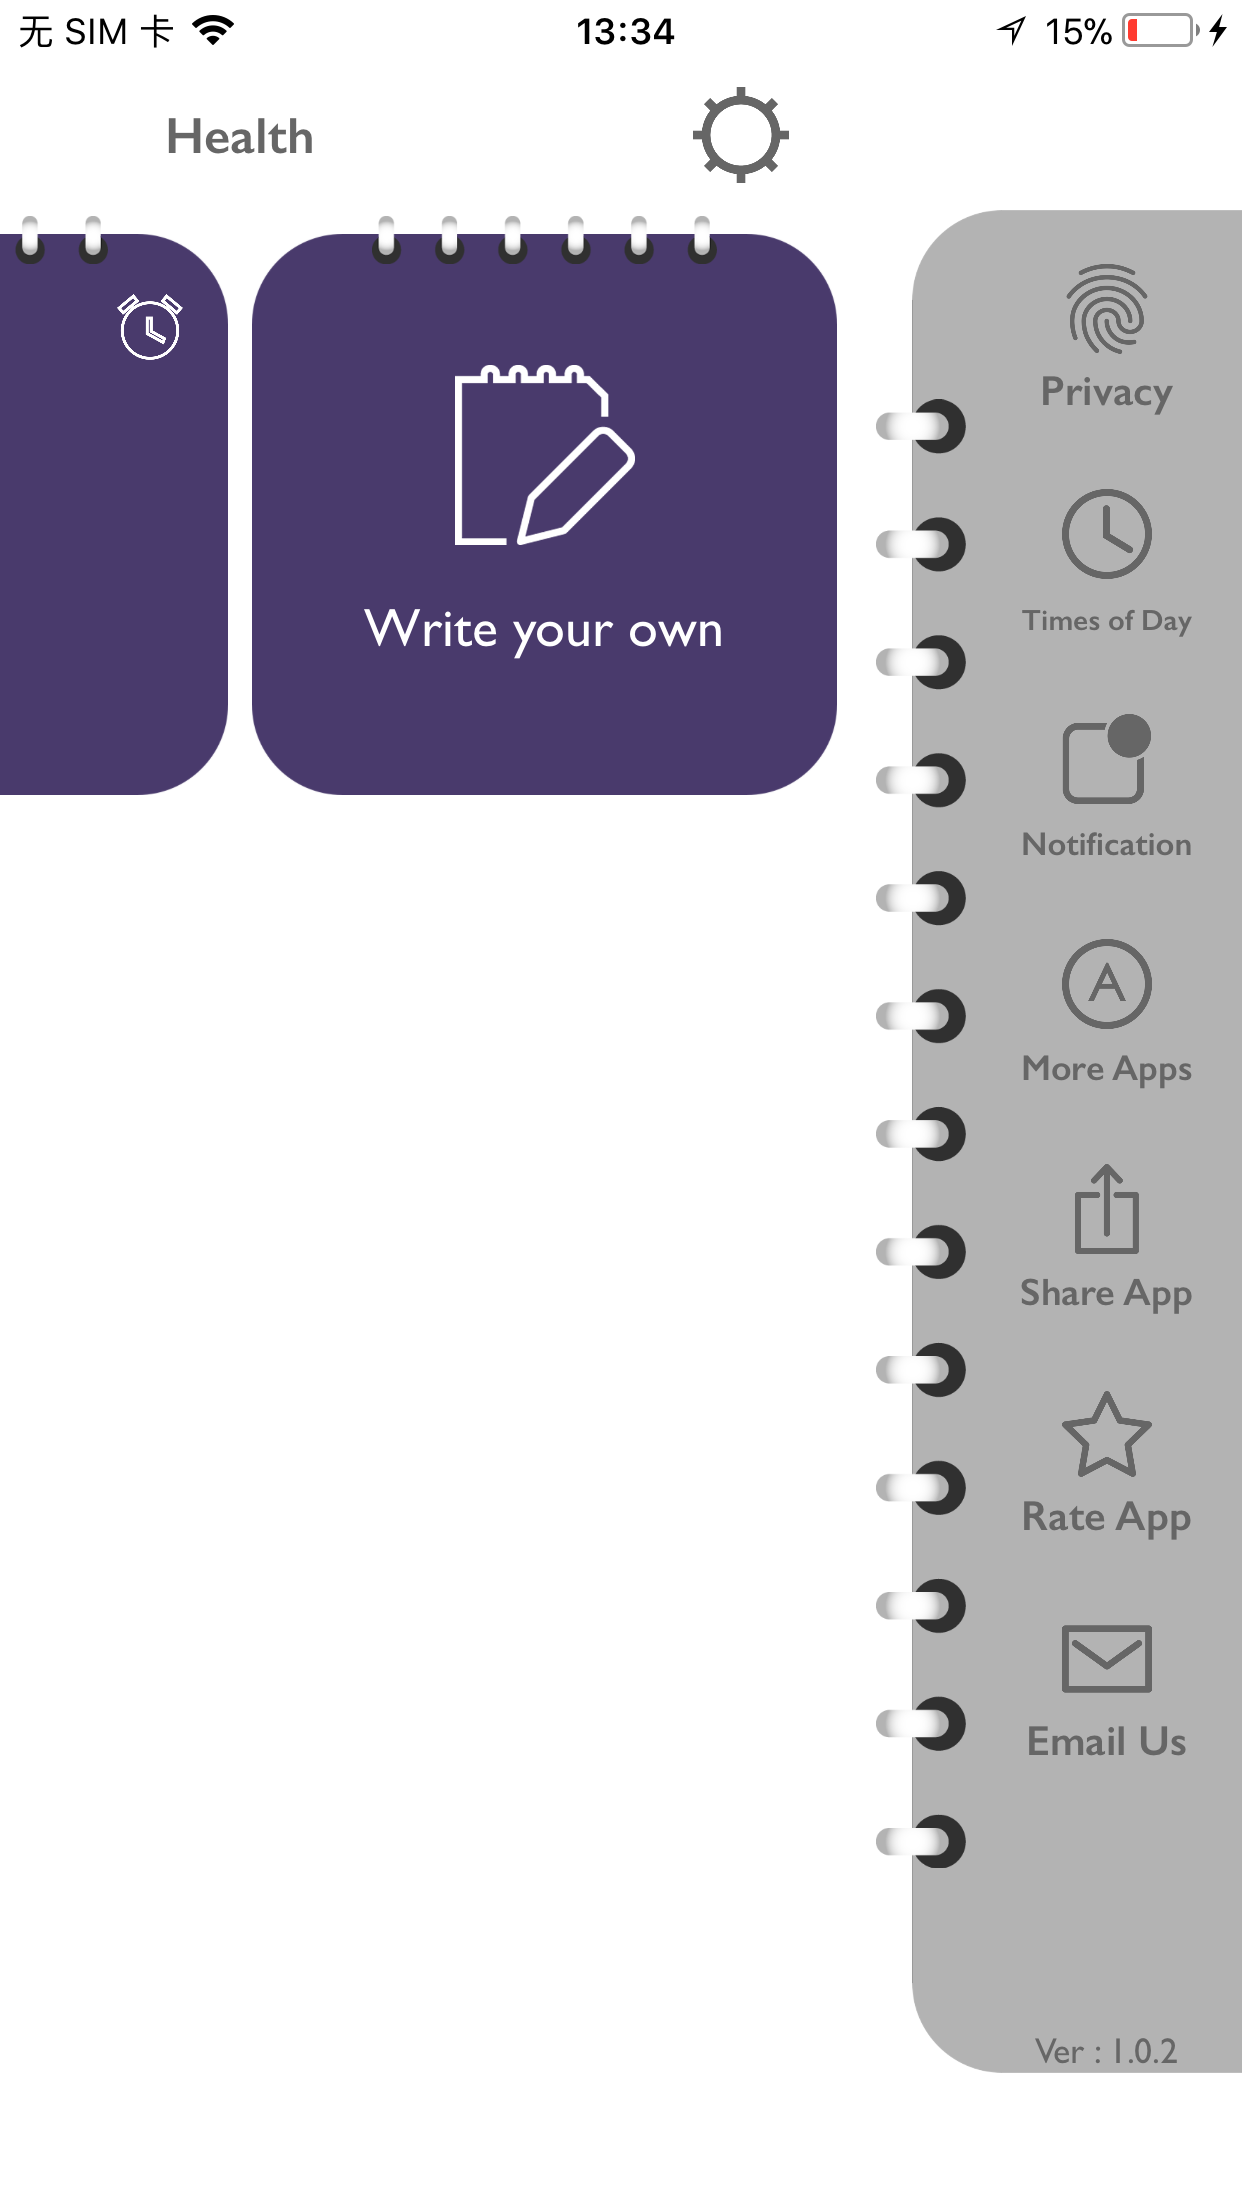 无 SIM 卡
13:34
15%
Health
Write your own
Privacy
Times of Day
Notification
A
More Apps
Share App
Rate App
Email Us
Ver : 1.0.2